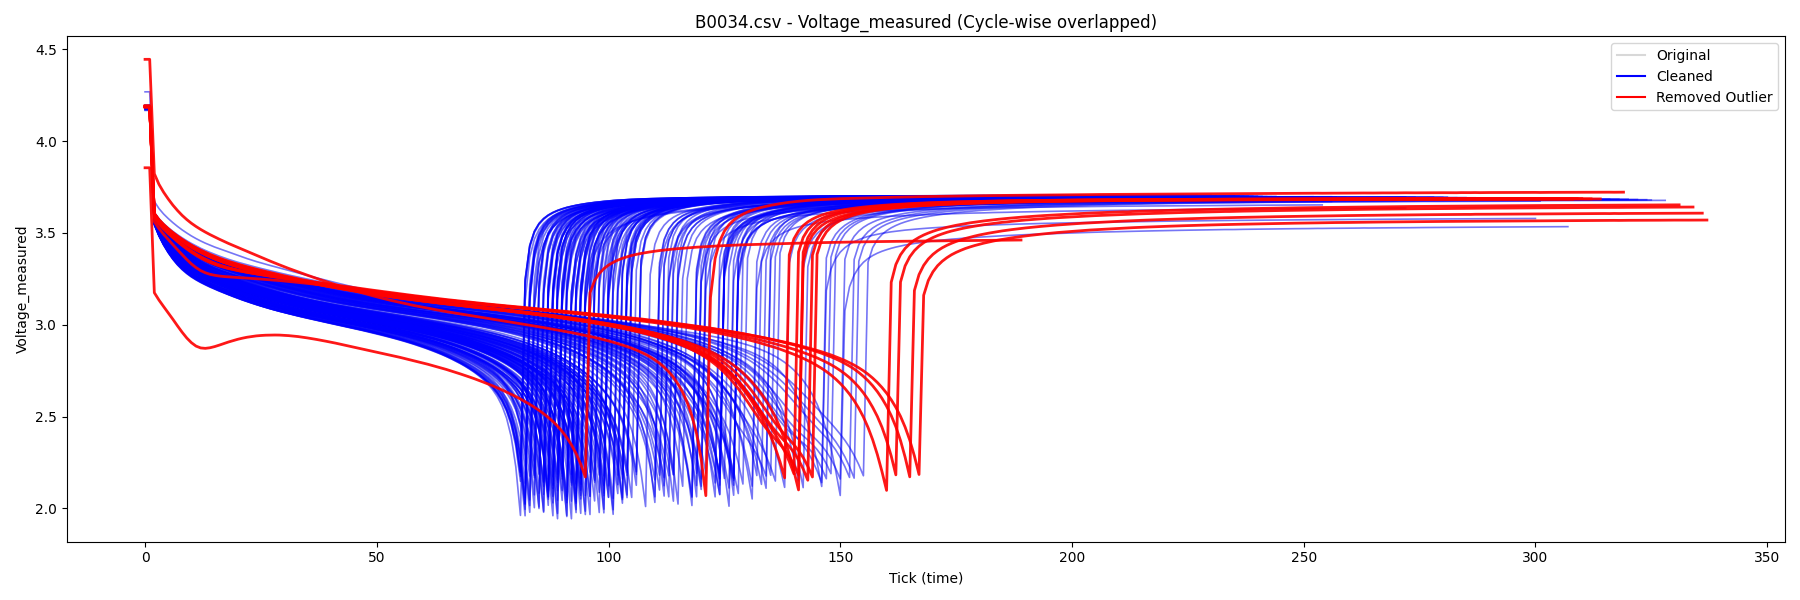 B0034.csv - Voltage_measured (Cycle-wise overlapped)
Original
Cleaned
Removed Outlier
Voltage_measured
4.5
4.0
3.5
3.0
2.5
2.0
0 50 100 150 200 250 300 350
Tick (time)